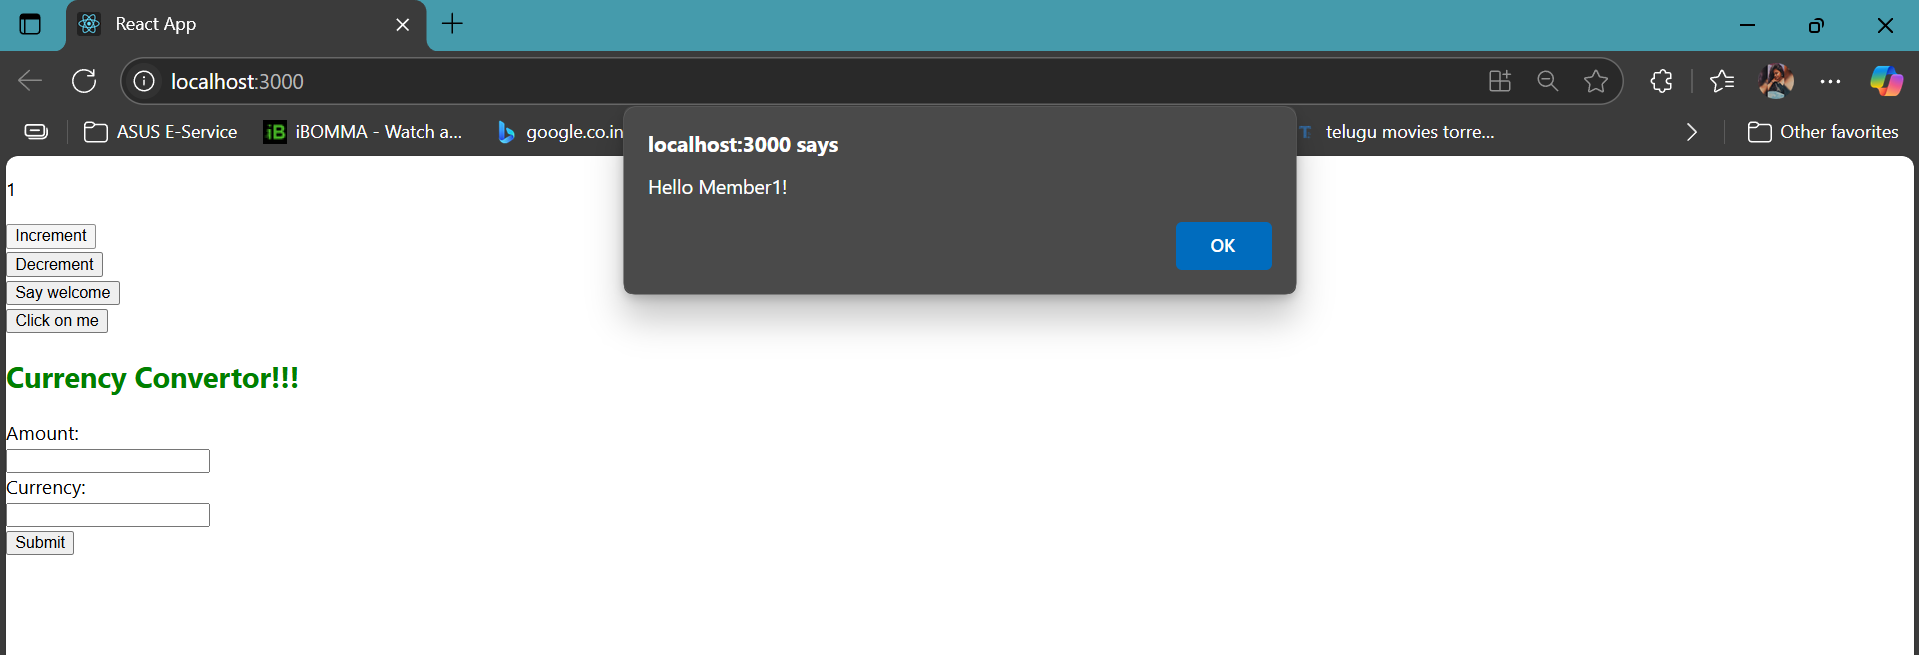 React App
localhost:3000
ASUS E-Service
iBOMMA - Watch a...
google.co.in
telugu movies torre...
Other favorites
localhost:3000 says
Hello Member1!
OK
1
Increment
Decrement
Say welcome
Click on me
Currency Convertor!!!
Amount:
Currency:
Submit